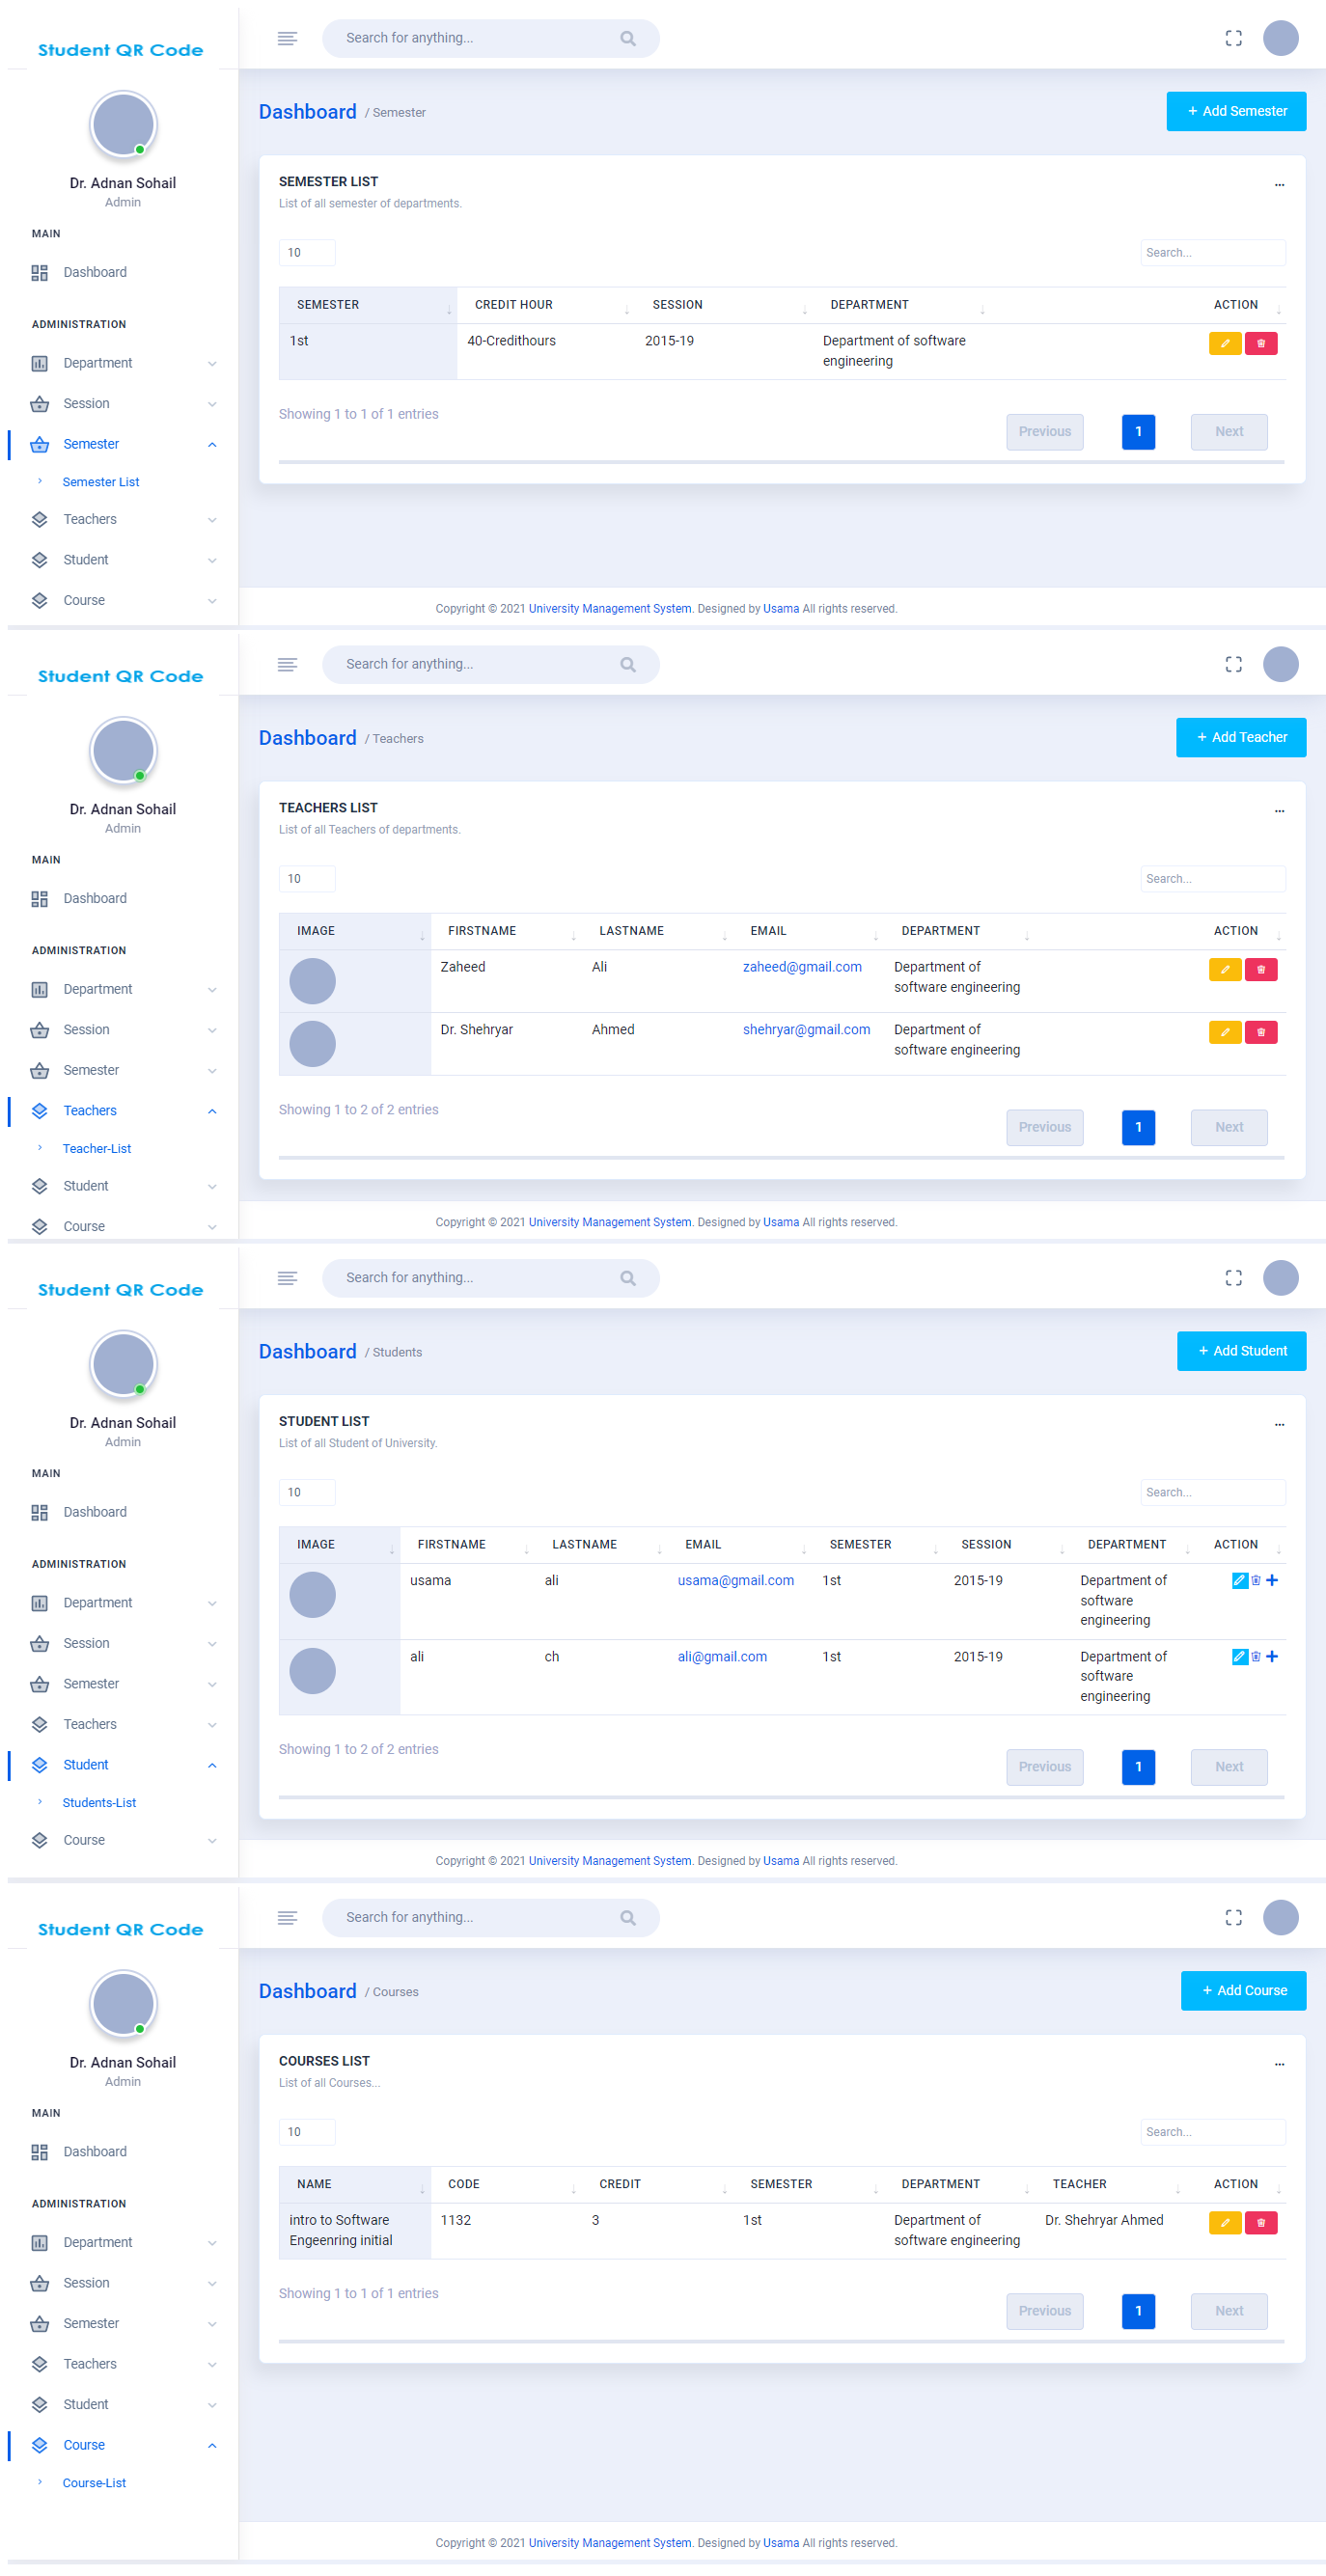 Student QR Code
Search for anything...
Dr. Adnan Sohail
Admin
MAIN
Dashboard
ADMINISTRATION
Department
Session
Semester
Semester List
Teachers
Student
Course
Dashboard / Semester
+ Add Semester
SEMESTER LIST
...
List of all semester of departments.
10
Search...
SEMESTER CREDIT HOUR SESSION DEPARTMENT ACTION
1st 40-Credithours 2015-19 Department of software
engineering
Showing 1 to 1 of 1 entries
Previous 1 Next
Copyright © 2021 University Management System. Designed by Usama All rights reserved.
Student QR Code
Search for anything...
Dr. Adnan Sohail
Admin
MAIN
Dashboard
ADMINISTRATION
Department
Session
Semester
Teachers
Teacher-List
Student
Course
Dashboard / Teachers
+ Add Teacher
TEACHERS LIST
...
List of all Teachers of departments.
10
Search...
IMAGE FIRSTNAME LASTNAME EMAIL DEPARTMENT ACTION
Zaheed Ali zaheed@gmail.com Department of
software engineering
Dr. Shehryar Ahmed shehryar@gmail.com Department of
software engineering
Showing 1 to 2 of 2 entries
Previous 1 Next
Copyright © 2021 University Management System. Designed by Usama All rights reserved.
Student QR Code
Search for anything...
Dr. Adnan Sohail
Admin
MAIN
Dashboard
ADMINISTRATION
Department
Session
Semester
Teachers
Student
Students-List
Course
Dashboard / Students
+ Add Student
STUDENT LIST
...
List of all Student of University.
10
Search...
IMAGE FIRSTNAME LASTNAME EMAIL SEMESTER SESSION DEPARTMENT ACTION
usama ali usama@gmail.com 1st 2015-19 Department of
software
engineering
ali ch ali@gmail.com 1st 2015-19 Department of
software
engineering
Showing 1 to 2 of 2 entries
Previous 1 Next
Copyright © 2021 University Management System. Designed by Usama All rights reserved.
Student QR Code
Search for anything...
Dr. Adnan Sohail
Admin
MAIN
Dashboard
ADMINISTRATION
Department
Session
Semester
Teachers
Student
Course
Course-List
Dashboard / Courses
+ Add Course
COURSES LIST
...
List of all Courses...
10
Search...
NAME CODE CREDIT SEMESTER DEPARTMENT TEACHER ACTION
intro to Software 1132 3 1st Department of Dr. Shehryar Ahmed
Engeenring initial software engineering
Showing 1 to 1 of 1 entries
Previous 1 Next
Copyright © 2021 University Management System. Designed by Usama All rights reserved.